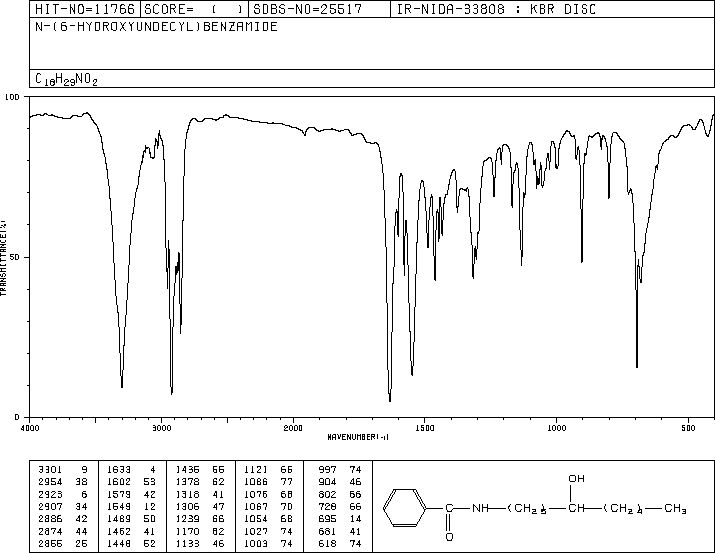 HIT-NO=11766 SCORE= ( ) SDBS-NO=25517 IR-NIDA-33808 : KBR DISC
N-(6-HYDROXYUNDECYL)BENZAMIDE
C18H29NO2
100
50
0
TRANSMITTANCE(%)
4000 3000 2000 1500 1000 500
WAVENUMBER(-1)
3301 9 1633 4 1436 55 1121 66 997 74
2954 38 1602 53 1378 62 1086 77 904 46
2923 6 1579 42 1318 41 1076 68 802 66
2907 34 1549 12 1306 47 1067 70 728 66
2886 42 1489 50 1239 66 1054 68 695 14
2874 44 1462 41 1170 62 1027 74 681 41
2855 25 1448 52 1133 46 1003 74 618 74
OH
C NH (CH2)5 CH (CH2)4 CH3
O